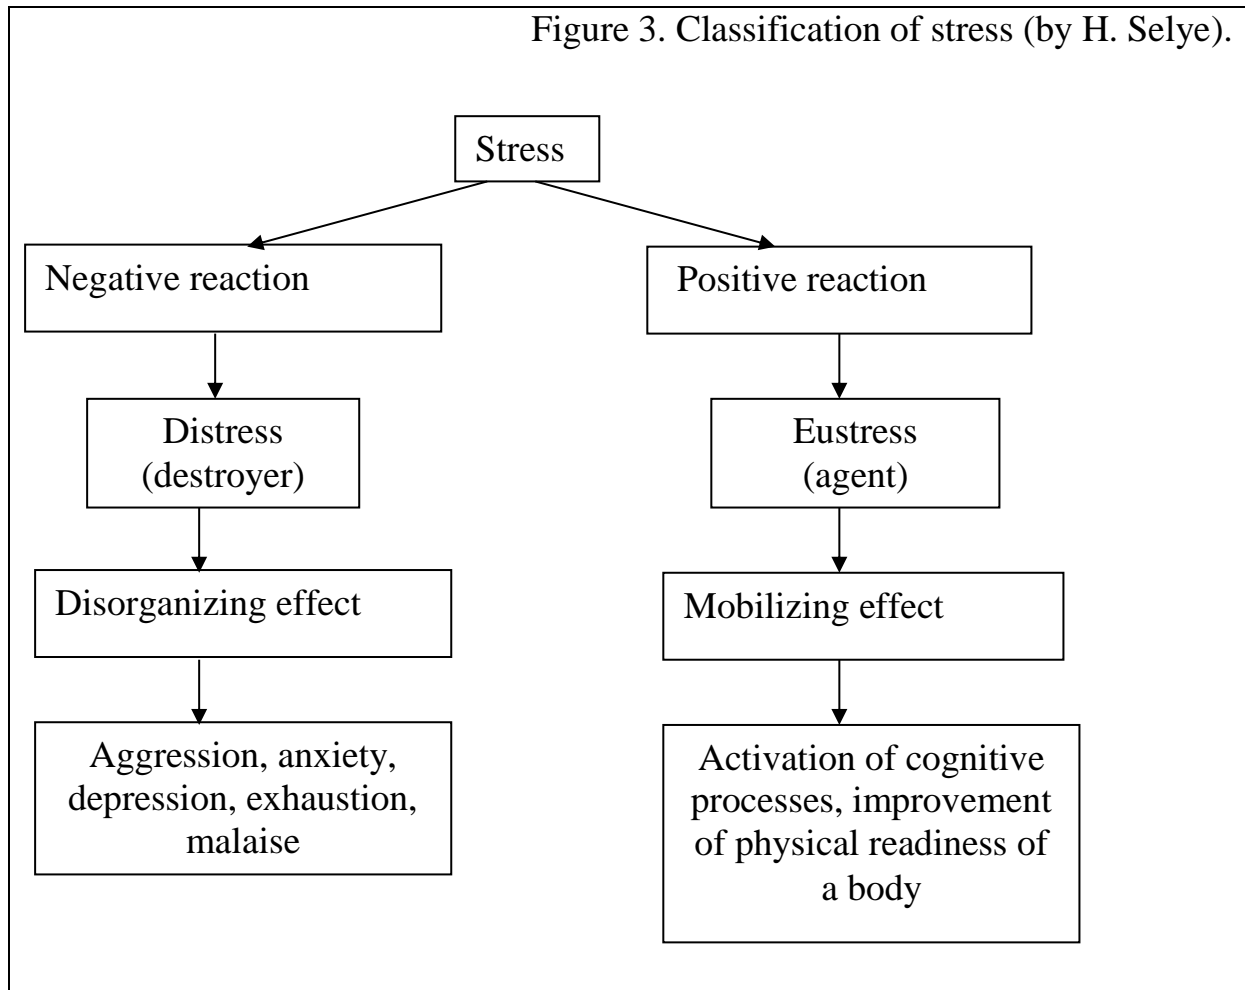 Figure 3. Classification of stress (by H. Selye).
Stress
Negative reaction
Positive reaction
Distress
(destroyer)
Eustress
(agent)
Disorganizing effect
Mobilizing effect
Aggression, anxiety,
depression, exhaustion,
malaise
Activation of cognitive
processes, improvement
of physical readiness of
a body